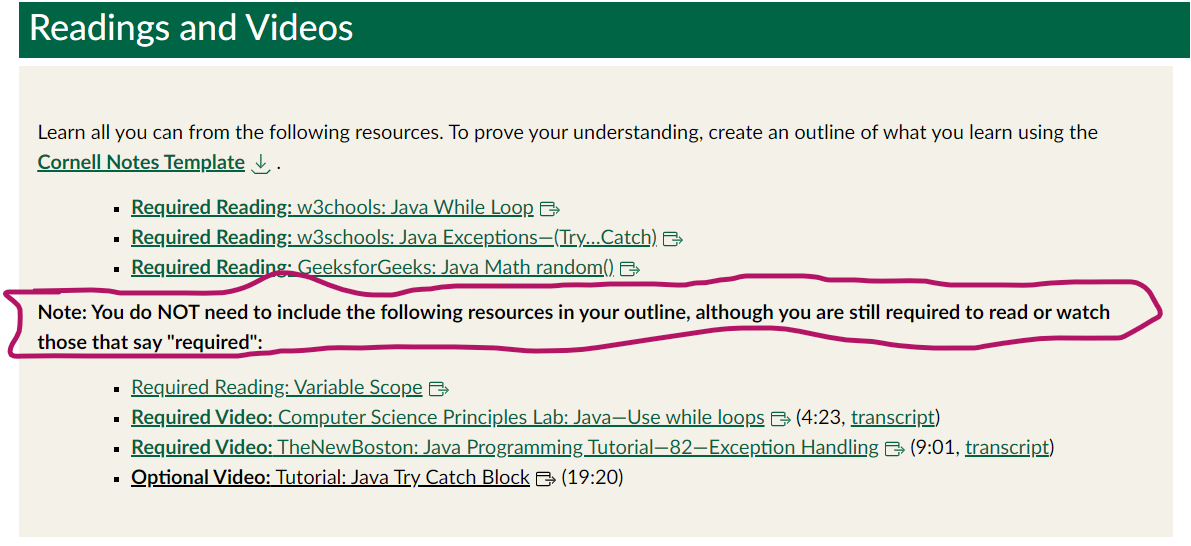 Readings and Videos
Learn all you can from the following resources. To prove your understanding, create an outline of what you learn using the
Cornell Notes Template .
Required Reading: w3chools: Java While Loop
Required Reading: w3schools: Java Exceptions—(Try...Catch)
Required Reading: GeeksforGeeks: Java Math random()
Note: You do NOT need to include the following resources in your outline, although you are still required to read or watch
those that say "required":
Required Reading: Variable Scope
Required Video: Computer Science Principles Lab: Java—Use while loops (4:23, transcript)
Required Video: TheNewBoston: Java Programming Tutorial—82—Exception Handling (9:01, transcript)
Optional Video: Tutorial: Java Try Catch Block (19:20)